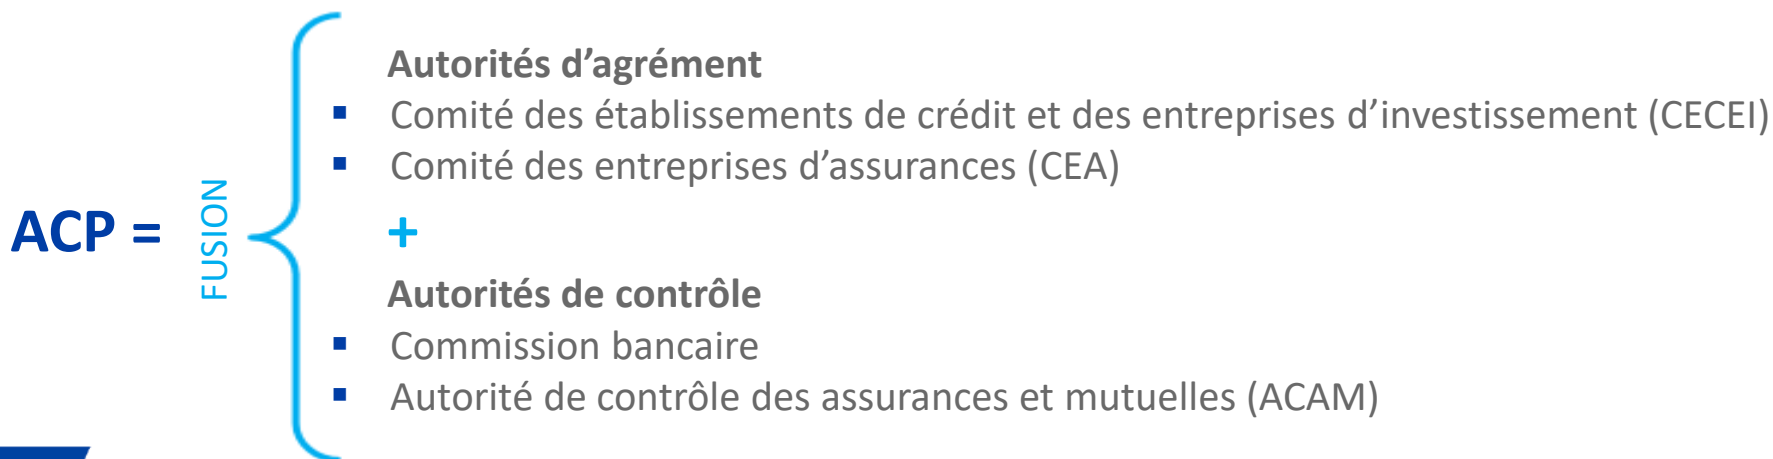 ACP =
FUSION
Autorités d’agrément
▪ Comité des établissements de crédit et des entreprises d’investissement (CECEI)
▪ Comité des entreprises d’assurances (CEA)
+
Autorités de contrôle
▪ Commission bancaire
▪ Autorité de contrôle des assurances et mutuelles (ACAM)